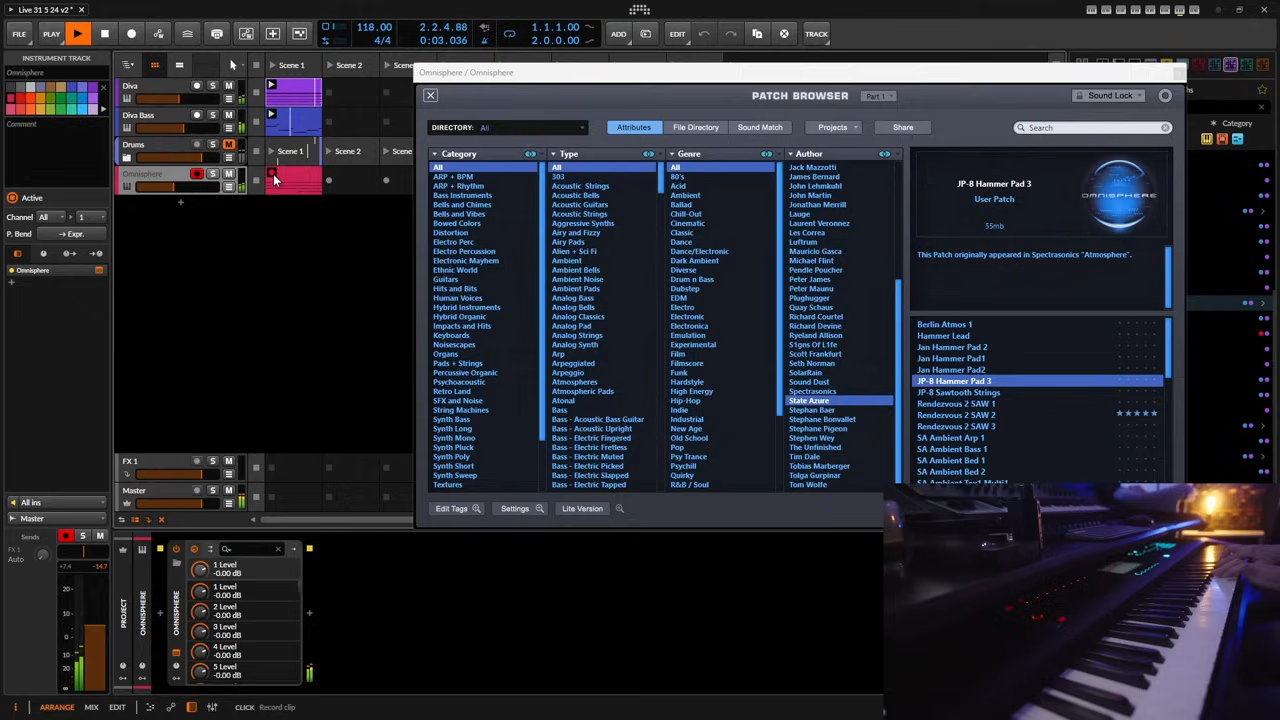 Live 31 5 24 v2*
FILE
PLAY
118.00
4/4
2.2.4.88
0:03.036
1.1.1.00
2.0.0.00
ADD
EDIT
TRACK
INSTRUMENT TRACK
Omnisphere
Comment
Active
Channel All 1
P. Bend → Expr.
Omnisphere
All ins
Master
Sends
FX 1
Auto
+7.4 -14.7
Scene 1
Scene 2
Diva
S M
Diva Bass
S M
Drums
S M
Scene 1
Scene 2
Scene
Omnisphere
S M
FX 1
S M
Master
S M
Omnisphere / Omnisphere
PATCH BROWSER
Part 1
Sound Lock
DIRECTORY: All
Attributes
File Directory
Sound Match
Projects
Share
Search
Category
All
ARP + BPM
ARP + Rhythm
Bass Instruments
Bells and Chimes
Bells and Vibes
Bowed Colors
Distortion
Electro Perc
Electro Percussion
Electronic Mayhem
Ethnic World
Guitars
Hits and Bits
Human Voices
Hybrid Instruments
Hybrid Organic
Impacts and Hits
Keyboards
Noisescapes
Organs
Pads + Strings
Percussive Organic
Psychoacoustic
Retro Land
SFX and Noise
String Machines
Synth Bass
Synth Long
Synth Mono
Synth Pluck
Synth Poly
Synth Short
Synth Sweep
Textures
Type
All
303
Acoustic Strings
Acoustic Bells
Acoustic Guitars
Acoustic Strings
Aggressive Synths
Airy and Fizzy
Airy Pads
Alien + Sci Fi
Ambient
Ambient Bells
Ambient Noise
Ambient Pads
Analog Bass
Analog Bells
Analog Classics
Analog Pad
Analog Strings
Analog Synth
Arp
Arpeggiated
Arpeggio
Atmospheres
Atmospheric Pads
Atonal
Bass
Bass - Acoustic Bass Guitar
Bass - Acoustic Upright
Bass - Electric Fingered
Bass - Electric Fretless
Bass - Electric Muted
Bass - Electric Picked
Bass - Electric Slapped
Bass - Electric Tapped
Genre
All
80's
Acid
Ambient
Ballad
Chill-Out
Cinematic
Classic
Dance
Dance/Electronic
Dark Ambient
Diverse
Drum n Bass
Dubstep
EDM
Electro
Electronic
Electronica
Emulation
Experimental
Film
Filmscore
Funk
Hardstyle
High Energy
Hip-Hop
Indie
Industrial
New Age
Old School
Pop
Psy Trance
Psychill
Quirky
R&B / Soul
Author
Jack Mazzotti
James Bernard
John Lehmkuhl
John Martin
Jonathan Merrill
Lauge
Laurent Veronnez
Les Correa
Luftrum
Mauricio Gasca
Michael Flint
Pendle Poucher
Peter James
Peter Maunu
Plughugger
Quay Schaus
Richard Courtel
Richard Devine
Ryeland Allison
S1gns Of L1fe
Scott Frankfurt
Seth Norman
SolarRain
Sound Dust
Spectrasonics
State Azure
Stephan Baer
Stephane Bonvallet
Stephane Pigeon
Stephen Wey
The Unfinished
Tim Dale
Tobias Marberger
Tolga Gurpinar
Tom Wolfe
JP-8 Hammer Pad 3
User Patch
55mb
OMNISPHERE
This Patch originally appeared in Spectrasonics "Atmosphere".
Berlin Atmos 1
Hammer Lead
Jan Hammer Pad 2
Jan Hammer Pad1
Jan Hammer Pad2
JP-8 Hammer Pad 3
JP-8 Sawtooth Strings
Rendezvous 2 SAW 1
Rendezvous 2 SAW 2
Rendezvous 2 SAW 3
SA Ambient Arp 1
SA Ambient Bass 1
SA Ambient Bed 1
SA Ambient Bed 2
Edit Tags
Settings
Lite Version
Category
PROJECT
OMNISPHERE
OMNISPHERE
1 Level
-0.00 dB
1 Level
-0.00 dB
2 Level
-0.00 dB
3 Level
-0.00 dB
4 Level
-0.00 dB
5 Level
-0.00 dB
ARRANGE
MIX
EDIT
CLICK Record clip